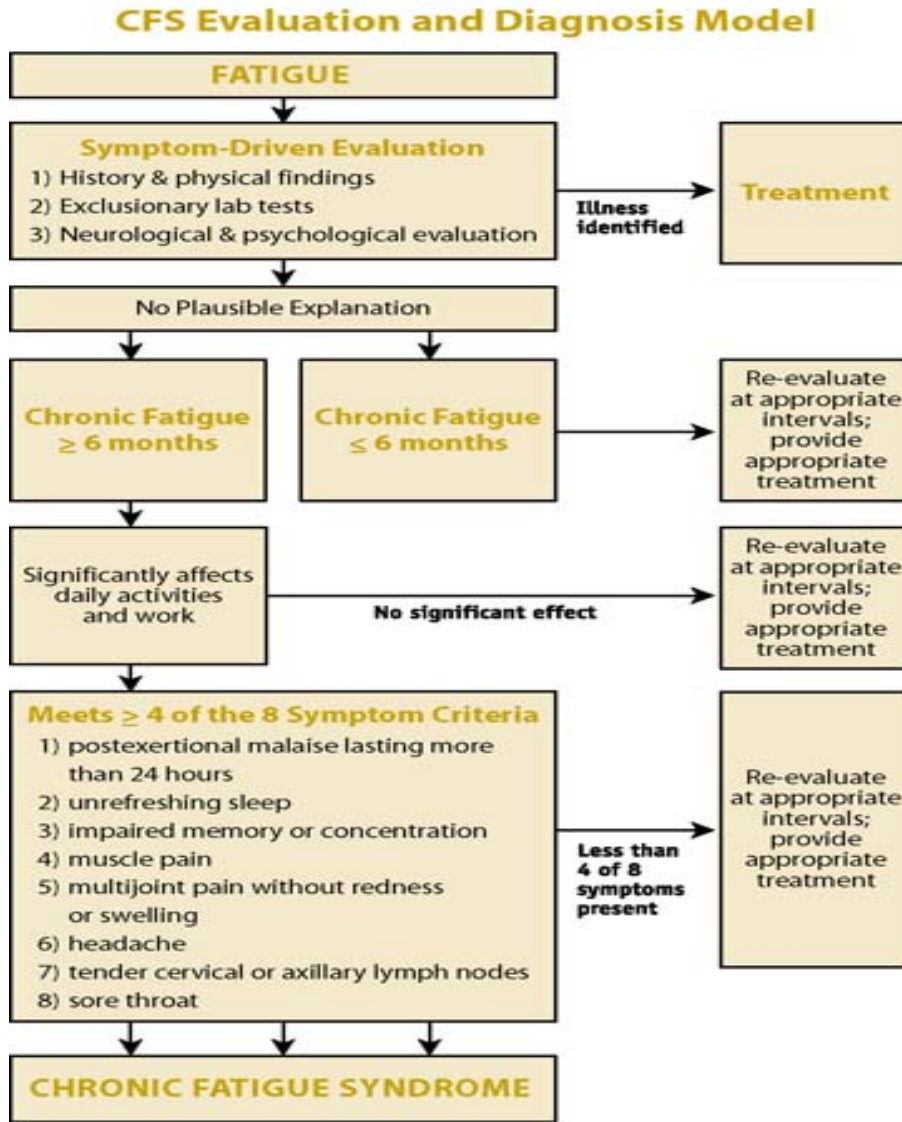 CFS Evaluation and Diagnosis Model
FATIGUE
Symptom-Driven Evaluation
1) History & physical findings
2) Exclusionary lab tests
3) Neurological & psychological evaluation
Illness
identified
Treatment
No Plausible Explanation
Chronic Fatigue
≥ 6 months
Chronic Fatigue
≤ 6 months
Re-evaluate
at appropriate
intervals;
provide
appropriate
treatment
Significantly affects
daily activities
and work
No significant effect
Re-evaluate
at appropriate
intervals;
provide
appropriate
treatment
Meets ≥ 4 of the 8 Symptom Criteria
1) postexertional malaise lasting more
than 24 hours
2) unrefreshing sleep
3) impaired memory or concentration
4) muscle pain
5) multijoint pain without redness
or swelling
6) headache
7) tender cervical or axillary lymph nodes
8) sore throat
Less than
4 of 8
symptoms
present
Re-evaluate
at appropriate
intervals;
provide
appropriate
treatment
CHRONIC FATIGUE SYNDROME